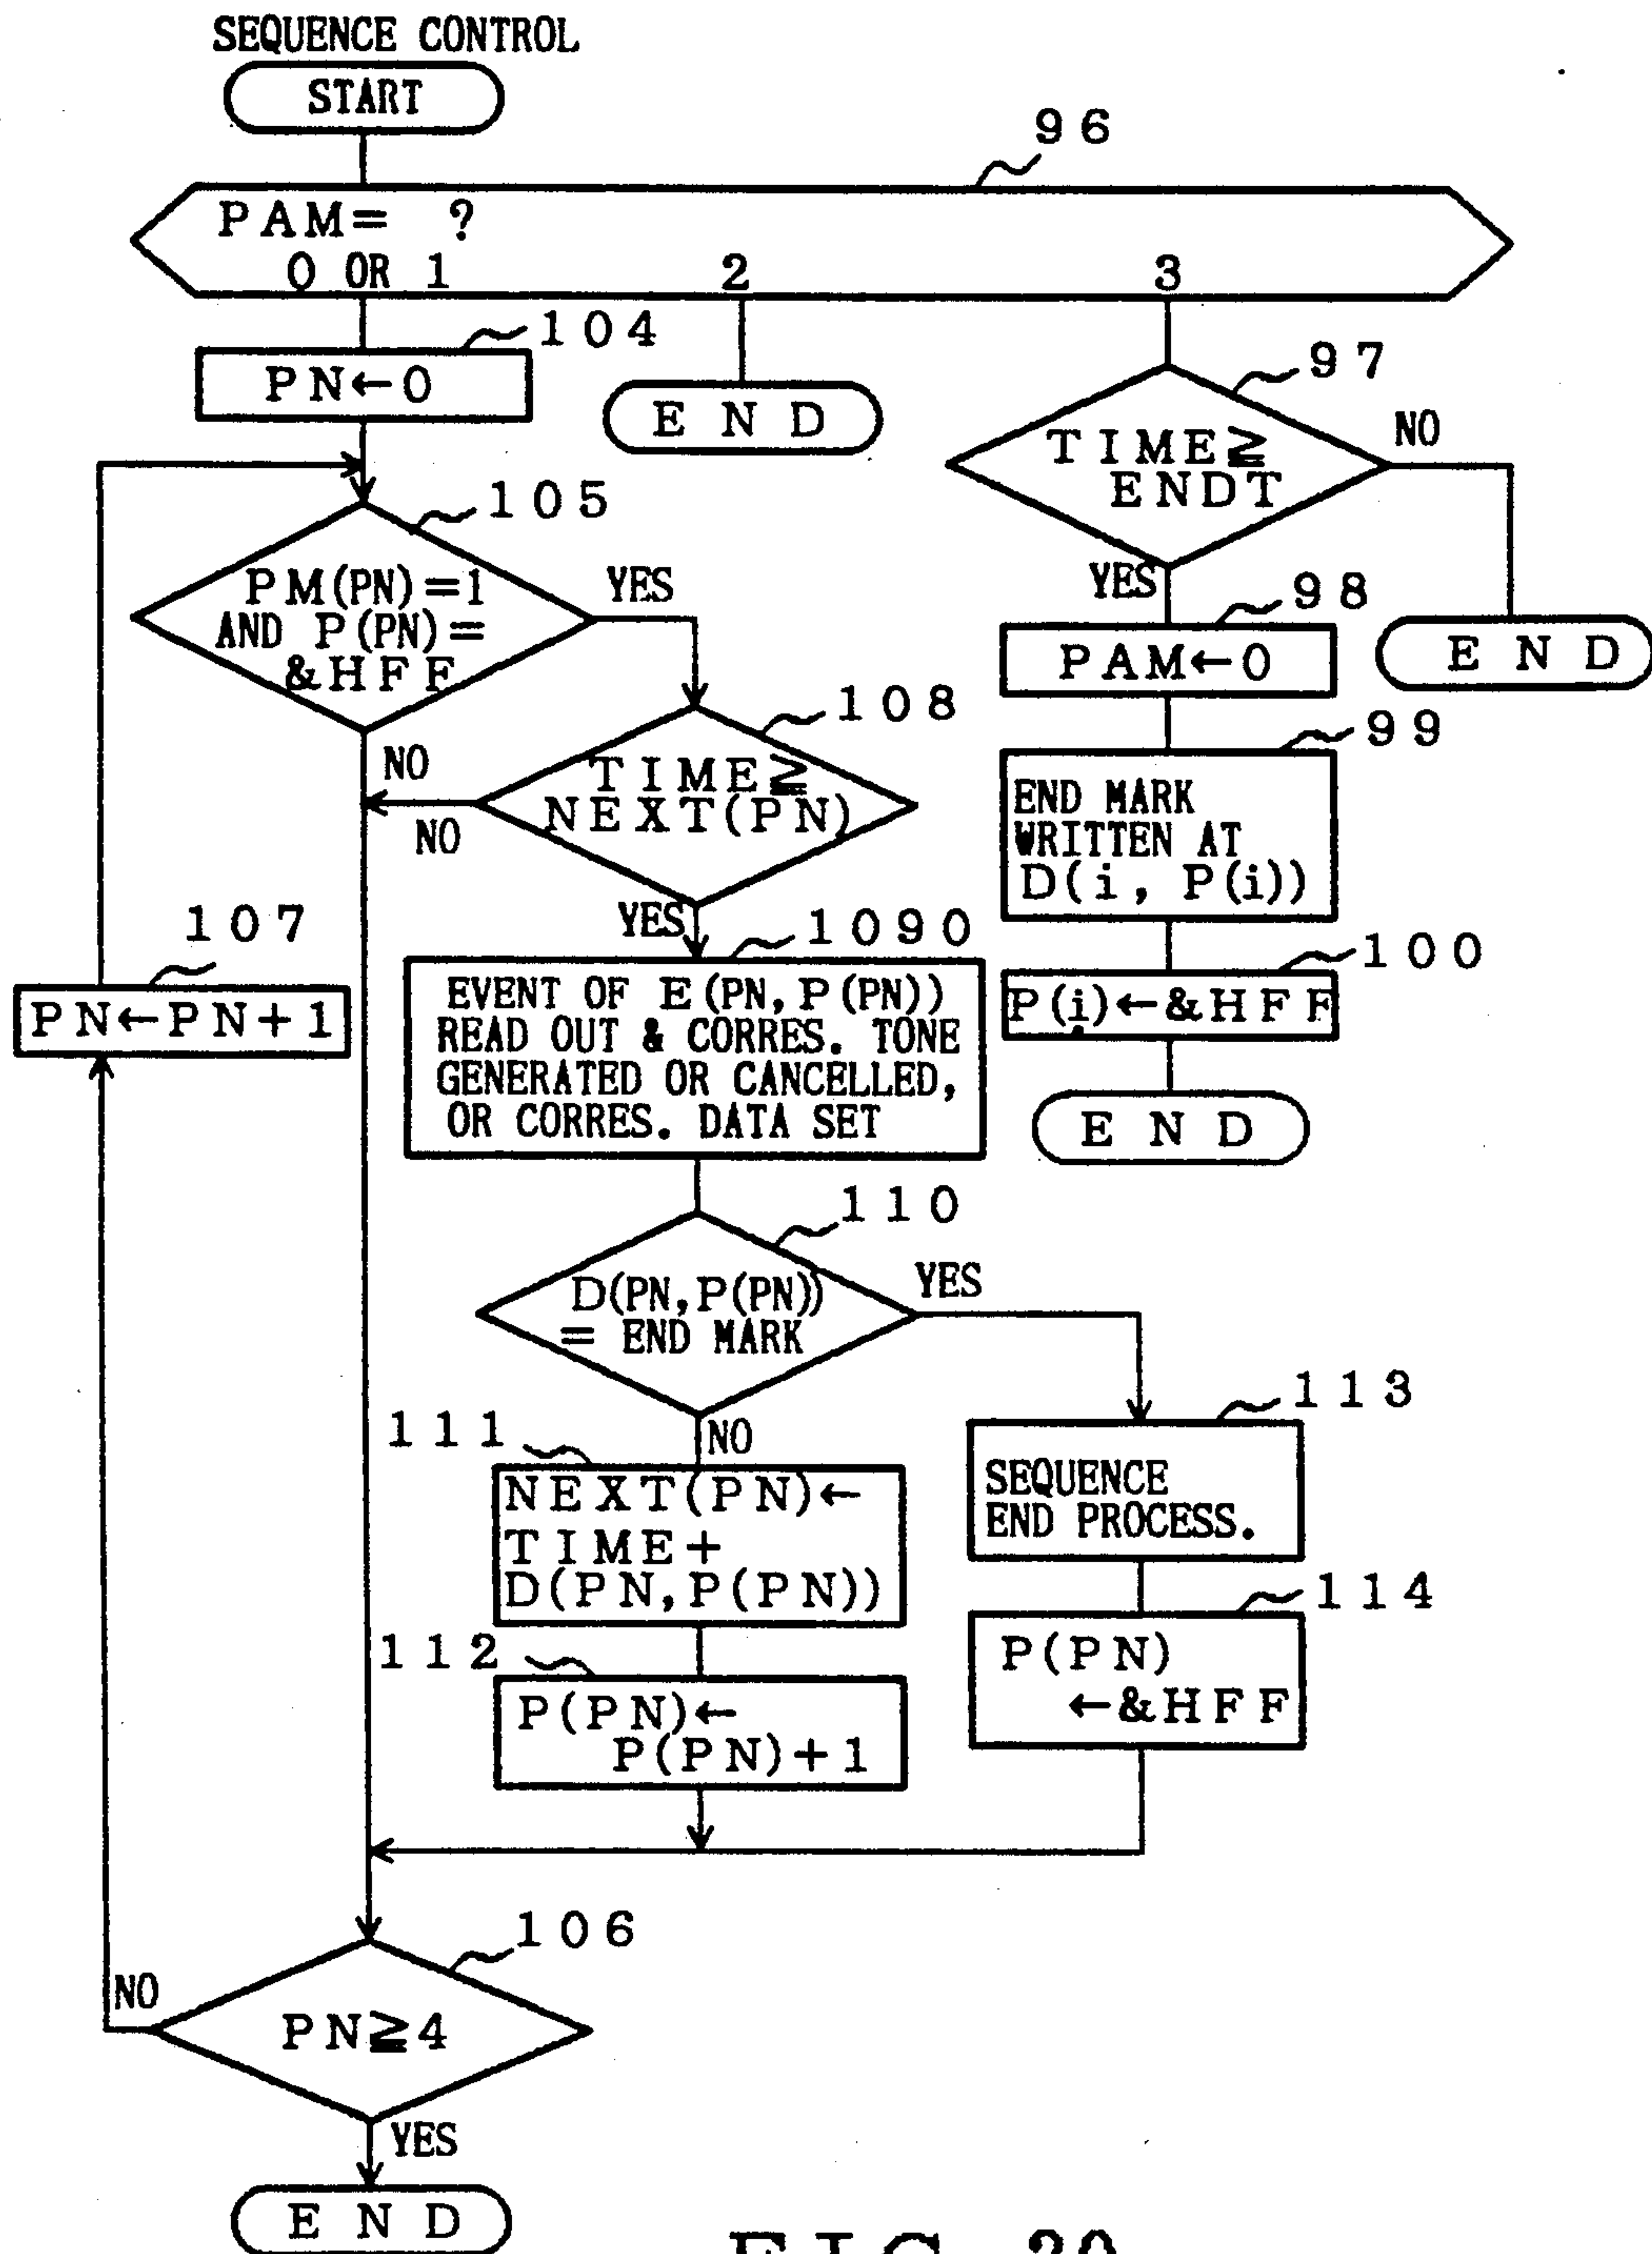 SEQUENCE CONTROL
START
96
PAM= ?
0 OR 1
2
3
104
PN←0
END
97
TIME≧
ENDT
NO
YES
END
98
PAM←0
99
END MARK
WRITTEN AT
D(i, P(i))
100
P(i)←&HFF
END
105
PM(PN)=1
AND P(PN)=
&HFF
YES
NO
108
TIME≧
NEXT(PN)
NO
YES
107
PN←PN+1
1090
EVENT OF E(PN,P(PN))
READ OUT & CORRES. TONE
GENERATED OR CANCELLED,
OR CORRES. DATA SET
110
D(PN,P(PN))
= END MARK
YES
NO
111
NEXT(PN)←
TIME+
D(PN,P(PN))
112
P(PN)←
P(PN)+1
113
SEQUENCE
END PROCESS.
114
P(PN)
←&HFF
106
PN≧4
NO
YES
END
FIG. 20